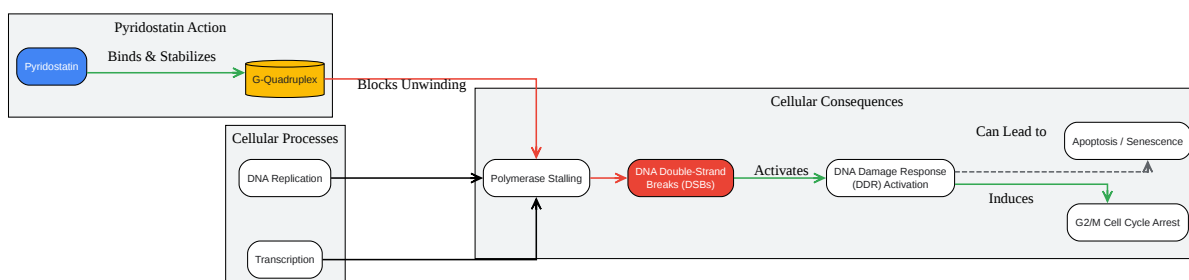 Pyridostatin Action
Pyridostatin
Binds & Stabilizes
G-Quadruplex
Blocks Unwinding
Cellular Processes
DNA Replication
Transcription
Cellular Consequences
Polymerase Stalling
DNA Double-Strand
Breaks (DSBs)
Activates
DNA Damage Response
(DDR) Activation
Can Lead to
Apoptosis / Senescence
Induces
G2/M Cell Cycle Arrest